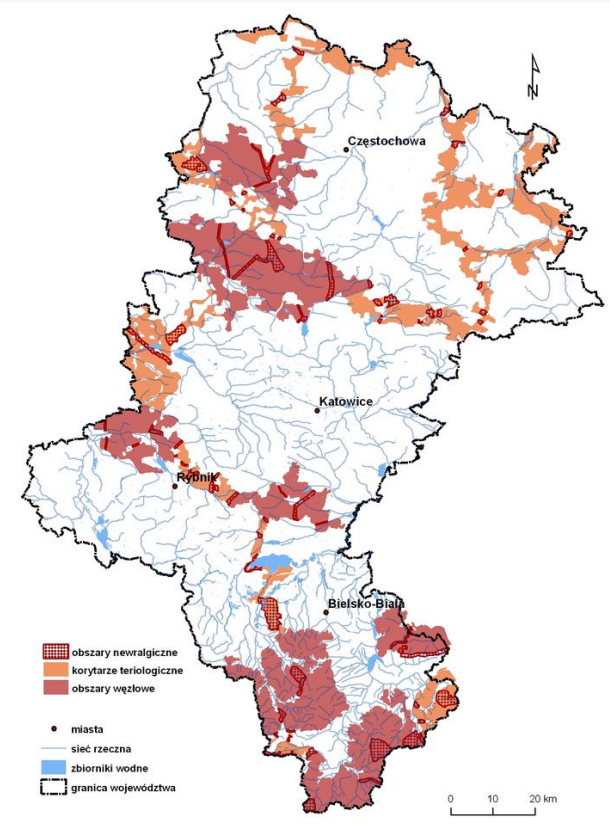 N
Częstochowa
Katowice
Rybnik
Bielsko-Biała
obszary newralgiczne
korytarze teriologiczne
obszary węzłowe
miasta
sieć rzeczna
zbiorniki wodne
granica województwa
0 10 20 km